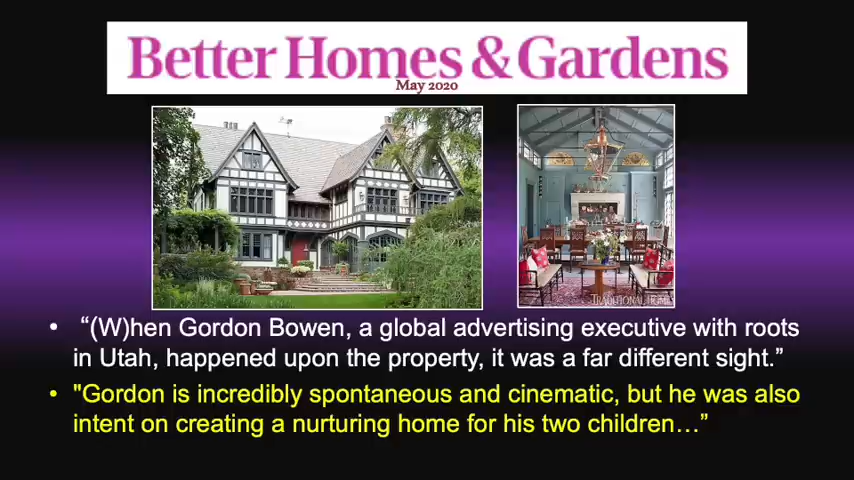 Better Homes & Gardens
May 2020
TRADITIONAL HOME
• “(W)hen Gordon Bowen, a global advertising executive with roots
in Utah, happened upon the property, it was a far different sight.”
• "Gordon is incredibly spontaneous and cinematic, but he was also
intent on creating a nurturing home for his two children…”